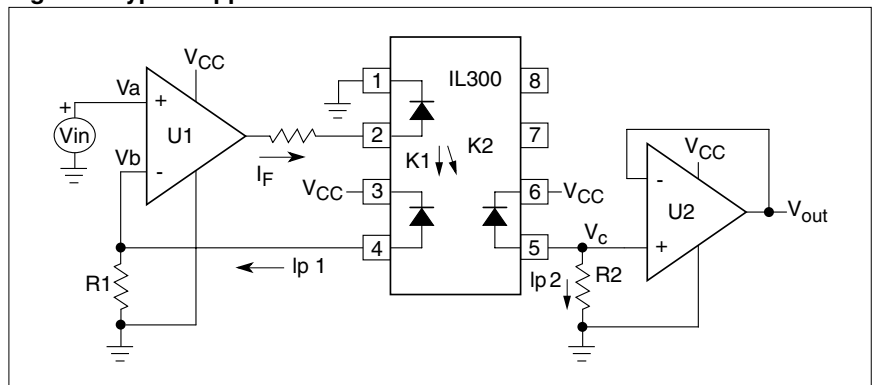 V_CC
Va
+
+
Vin
U1
Vb
-
I_F
R1
Ip 1
1
IL300
8
2
7
K1
K2
V_CC
3
6
V_CC
4
5
V_c
Ip 2
R2
-
V_CC
U2
+
V_out